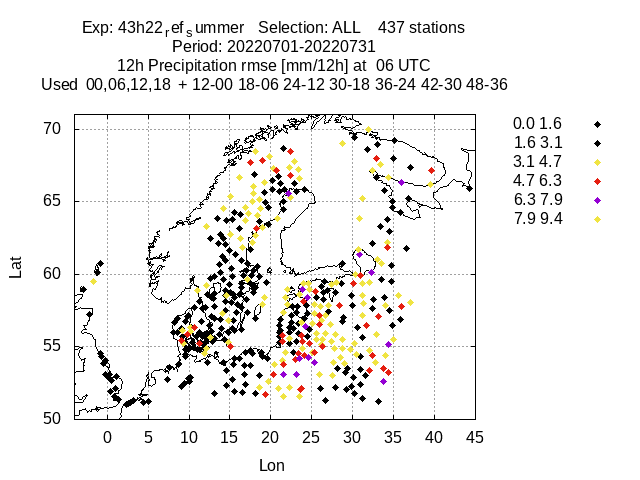 Exp: 43h22ref summer Selection: ALL 437 stations
Period: 20220701-20220731
12h Precipitation rmse [mm/12h] at 06 UTC
Used 00,06,12,18 + 12-00 18-06 24-12 30-18 36-24 42-30 48-36
70
65
60
55
50
0 5 10 15 20 25 30 35 40 45
Lat
Lon
0.0 1.6
1.6 3.1
3.1 4.7
4.7 6.3
6.3 7.9
7.9 9.4